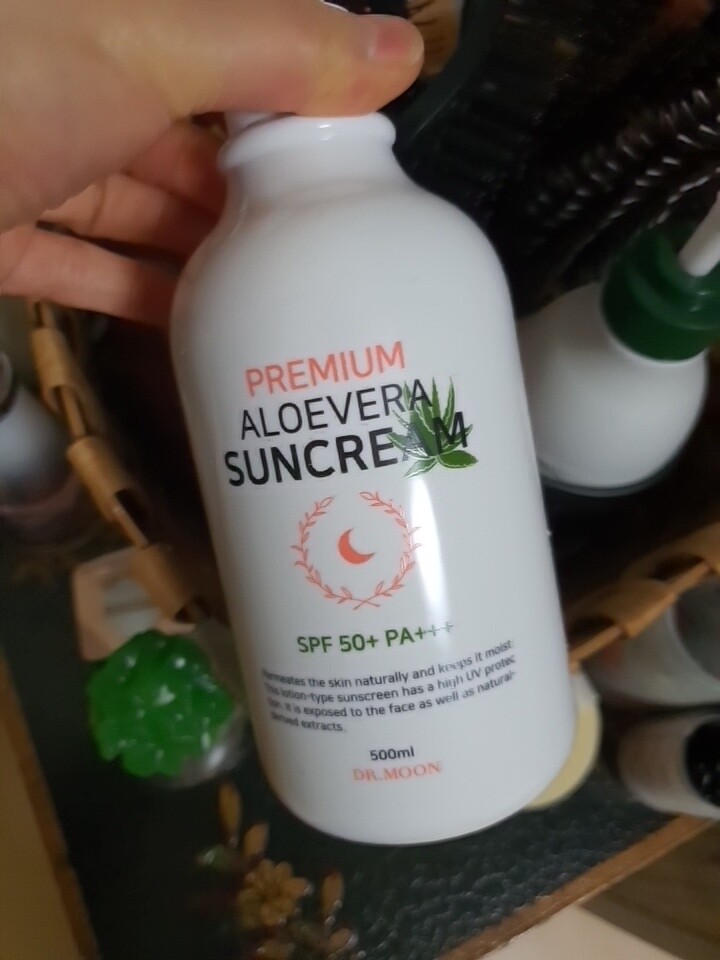 PREMIUM
ALOEVERA
SUNCREAM
SPF 50+ PA+++
Permeates the skin naturally and keeps it moist.
This lotion-type sunscreen has a high UV protec
tion. it is exposed to the face as well as natural-
derived extracts.
500ml
DR.MOON